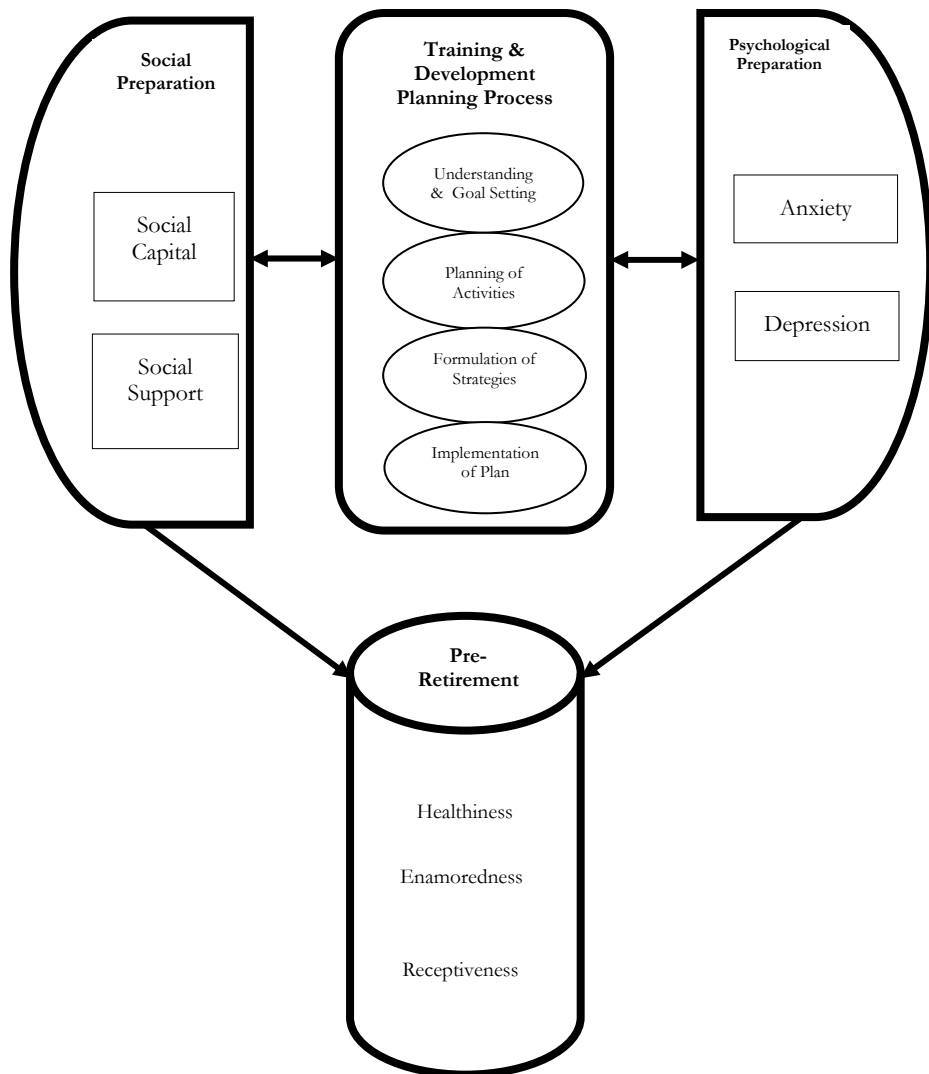 Social
Preparation
Social
Capital
Social
Support
Training &
Development
Planning Process
Understanding
& Goal Setting
Planning of
Activities
Formulation of
Strategies
Implementation
of Plan
Psychological
Preparation
Anxiety
Depression
Pre-
Retirement
Healthiness
Enamoredness
Receptiveness